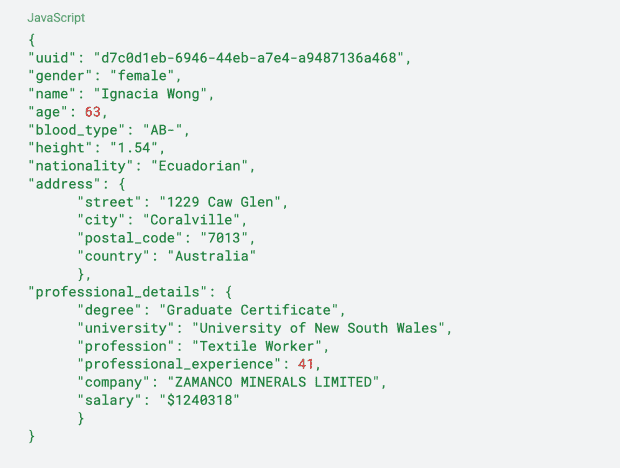 JavaScript
{
"uuid": "d7c0d1eb-6946-44eb-a7e4-a9487136a468",
"gender": "female",
"name": "Ignacia Wong",
"age": 63,
"blood_type": "AB-",
"height": "1.54",
"nationality": "Ecuadorian",
"address": {
"street": "1229 Caw Glen",
"city": "Coralville",
"postal_code": "7013",
"country": "Australia"
},
"professional_details": {
"degree": "Graduate Certificate",
"university": "University of New South Wales",
"profession": "Textile Worker",
"professional_experience": 41,
"company": "ZAMANCO MINERALS LIMITED",
"salary": "$1240318"
}
}